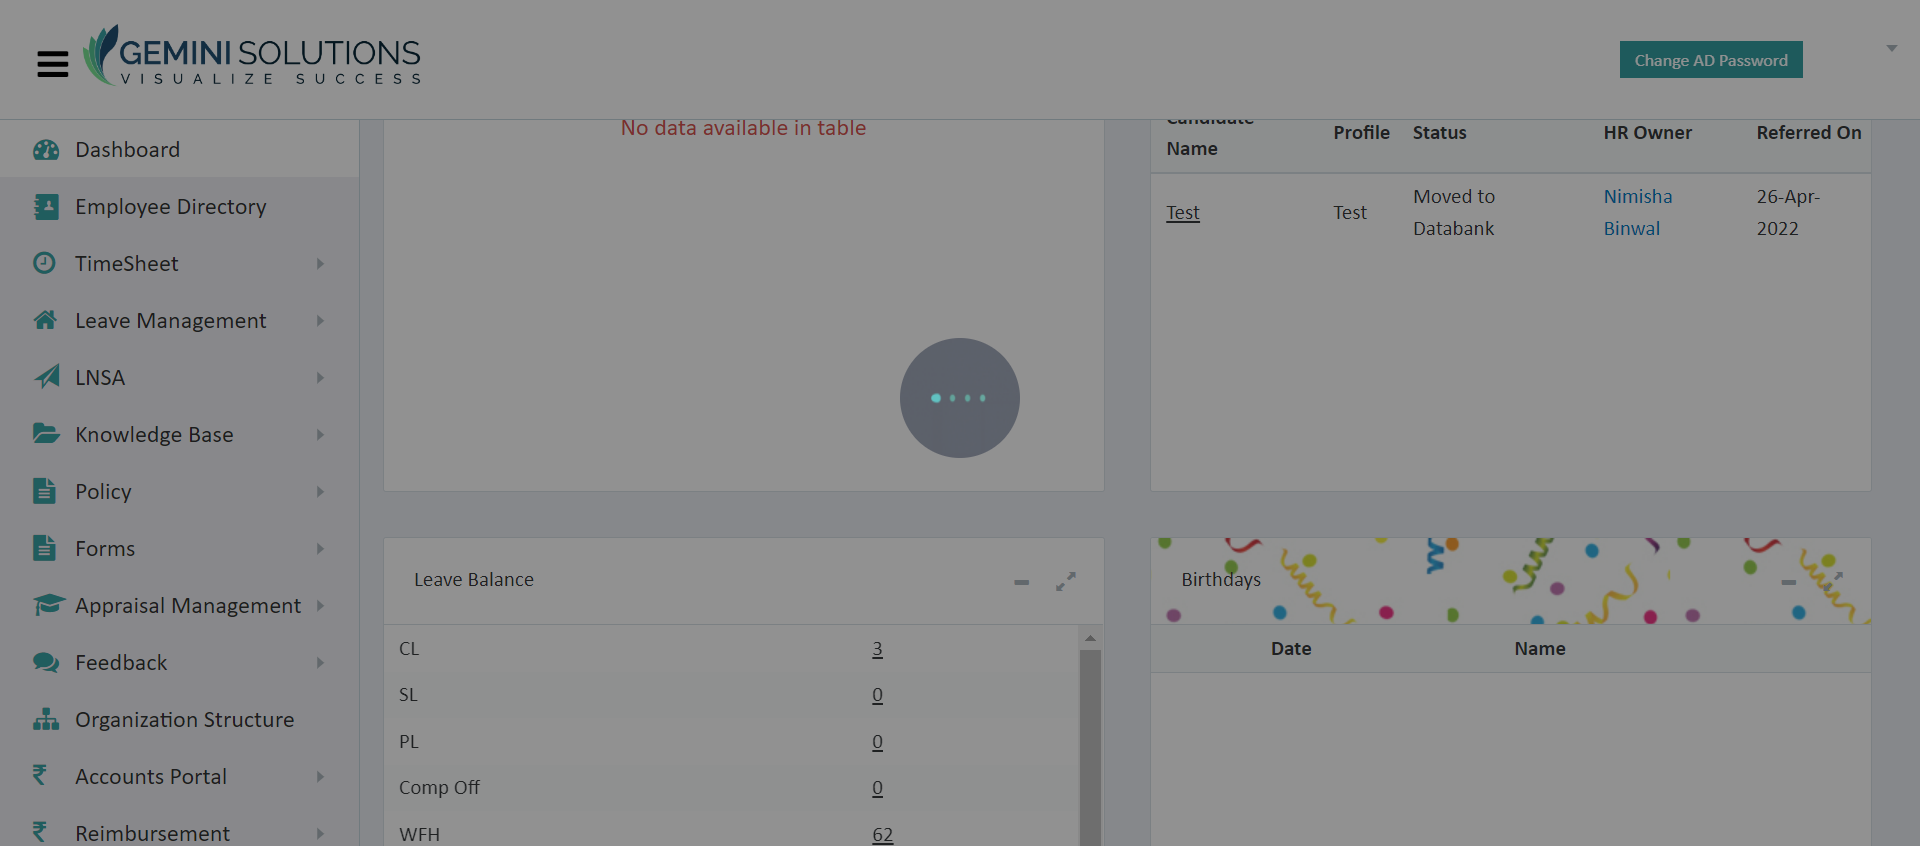 GEMINI SOLUTIONS
VISUALIZE SUCCESS
Change AD Password
Dashboard
Employee Directory
TimeSheet
Leave Management
LNSA
Knowledge Base
Policy
Forms
Appraisal Management
Feedback
Organization Structure
Accounts Portal
Reimbursement
No data available in table
Candidate
Name
Profile
Status
HR Owner
Referred On
Test
Test
Moved to
Databank
Nimisha
Binwal
26-Apr-
2022
Leave Balance
CL 3
SL 0
PL 0
Comp Off 0
WFH 62
Birthdays
Date Name